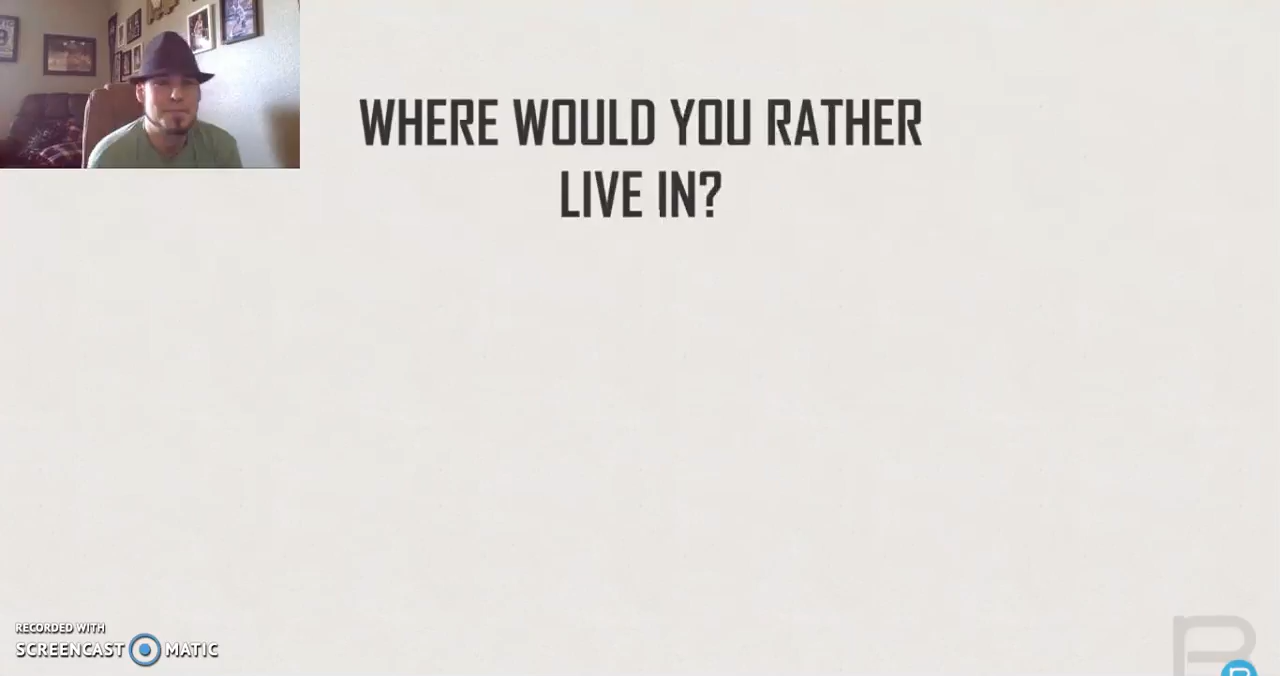 WHERE WOULD YOU RATHER
LIVE IN?
RECORDED WITH
SCREENCAST MATIC